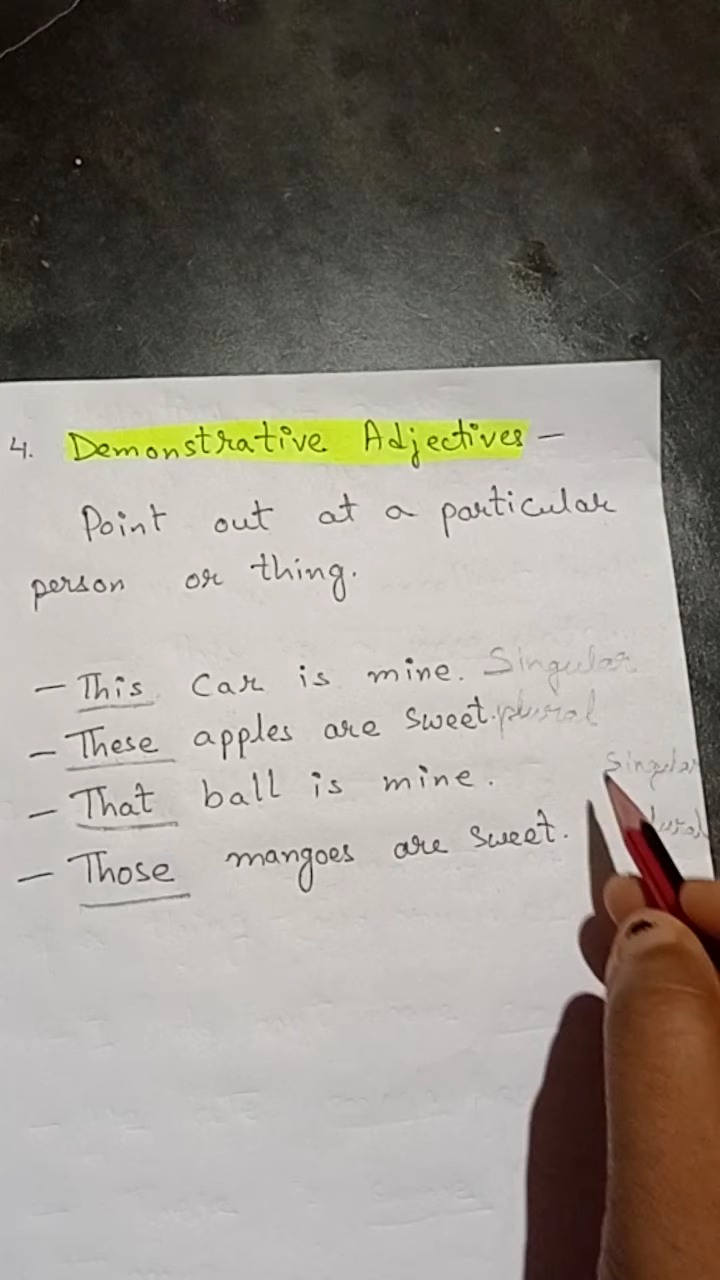 4. Demonstrative Adjectives -
Point out at a particular
person or thing.
- This Car is mine. Singular
- These apples are sweet. plural
- That ball is mine. Singular
- Those mangoes are sweet.